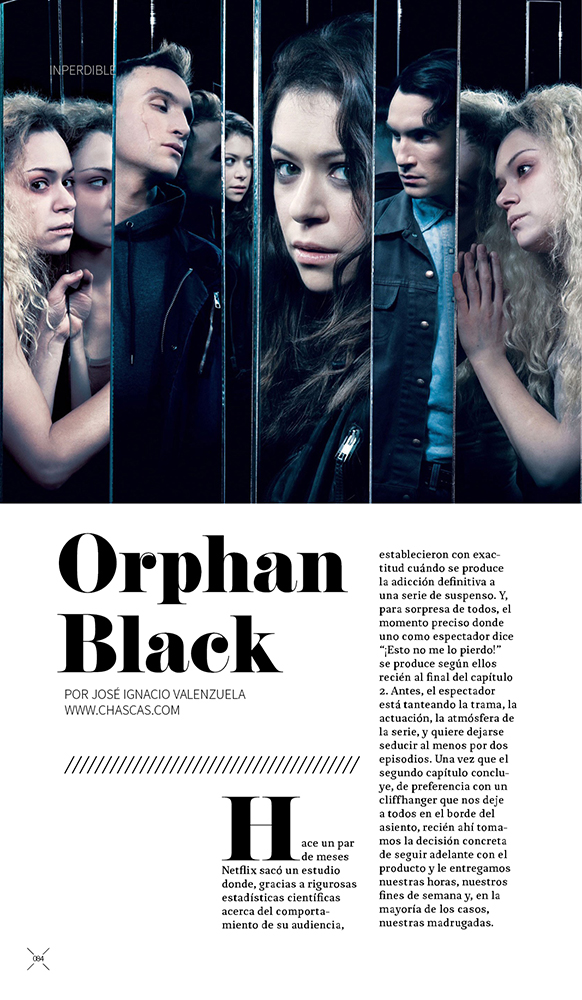 INPERDIBLE
Orphan
Black
POR JOSÉ IGNACIO VALENZUELA
WWW.CHASCAS.COM
Hace un par
de meses
Netflix sacó un estudio
donde, gracias a rigurosas
estadísticas científicas
acerca del comporta-
miento de su audiencia,
establecieron con exac-
titud cuándo se produce
la adicción definitiva a
una serie de suspenso. Y,
para sorpresa de todos, el
momento preciso donde
uno como espectador dice
“¡Esto no me lo pierdo!”
se produce según ellos
recién al final del capítulo
2. Antes, el espectador
está tanteando la trama, la
actuación, la atmósfera de
la serie, y quiere dejarse
seducir al menos por dos
episodios. Una vez que el
segundo capítulo conclu-
ye, de preferencia con un
cliffhanger que nos deje
a todos en el borde del
asiento, recién ahí toma-
mos la decisión concreta
de seguir adelante con el
producto y le entregamos
nuestras horas, nuestros
fines de semana y, en la
mayoría de los casos,
nuestras madrugadas.
084